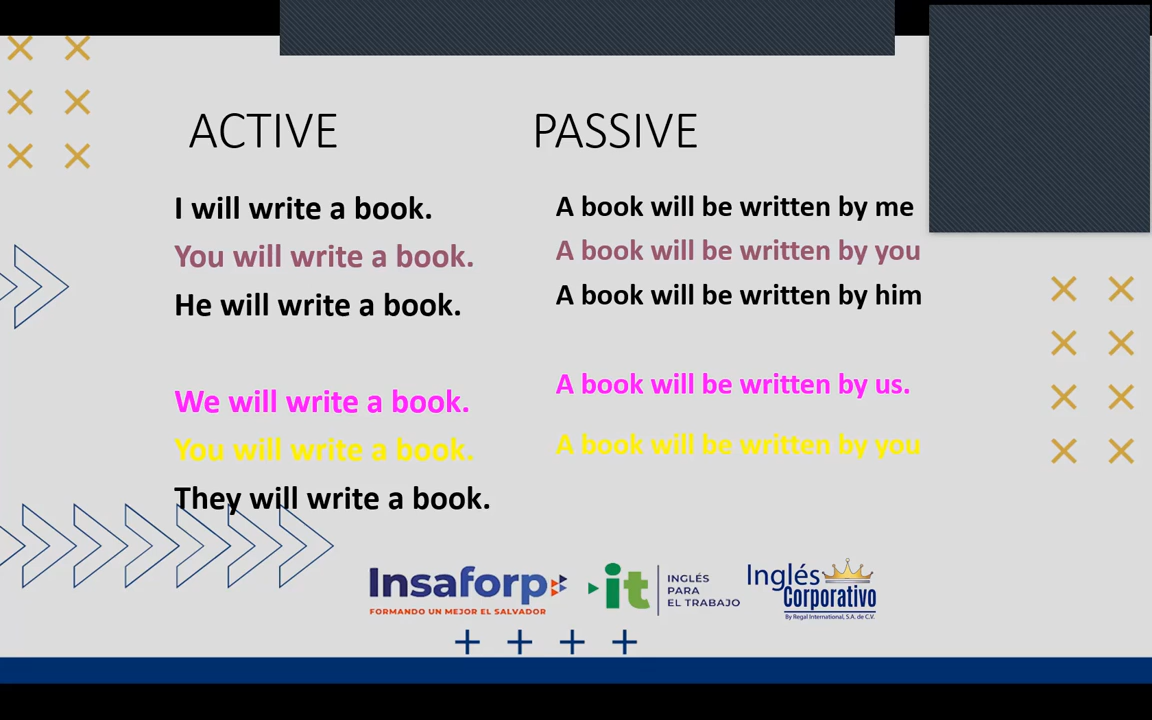 ACTIVE
PASSIVE
I will write a book.
You will write a book.
He will write a book.
We will write a book.
You will write a book.
They will write a book.
A book will be written by me
A book will be written by you
A book will be written by him
A book will be written by us.
A book will be written by you
Insaforp
FORMANDO UN MEJOR EL SALVADOR
it
INGLÉS
PARA
EL TRABAJO
Inglés
Corporativo
By Regal International, S.A. de C.V.